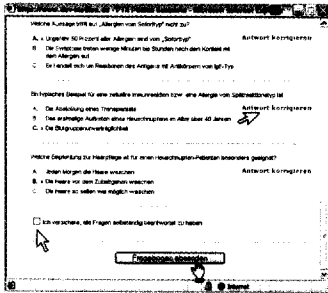 Welche Aussage trifft auf „Allergien vom Soforttyp“ nicht zu?
A. x Ungefähr 50 Prozent aller Allergien sind vom „Soforttyp“
Antwort korrigieren
B. Die Symptome treten wenige Minuten bis Stunden nach dem Kontakt mit
dem Allergen auf
C. Es handelt sich um Reaktionen des Antigens mit Antikörpern vom IgE-Typ
Ein typisches Beispiel für eine zelluläre Immunreaktion bzw. eine Allergie vom Spätreaktionstyp ist
A. Die Abstoßung eines Transplantats
Antwort korrigieren
B. Das erstmalige Auftreten eines Heuschnupfens im Alter über 40 Jahren
C. x Die Blutgruppenunverträglichkeit
Welche Empfehlung zur Haarpflege ist für einen Heuschnupfen-Patienten besonders geeignet?
A. Jeden Morgen die Haare waschen
Antwort korrigieren
B. x Die Haare vor dem Zubettgehen waschen
C. Die Haare so selten wie möglich waschen
Ich versichere, alle Fragen selbständig beantwortet zu haben
Fragebogen absenden
Internet